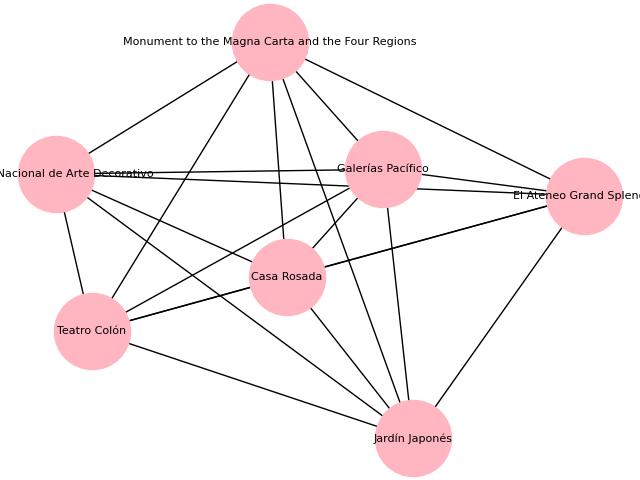 Monument to the Magna Carta and the Four Regions
Galerías Pacífico
Nacional de Arte Decorativo
El Ateneo Grand
Casa Rosada
Teatro Colón
Jardín Japonés